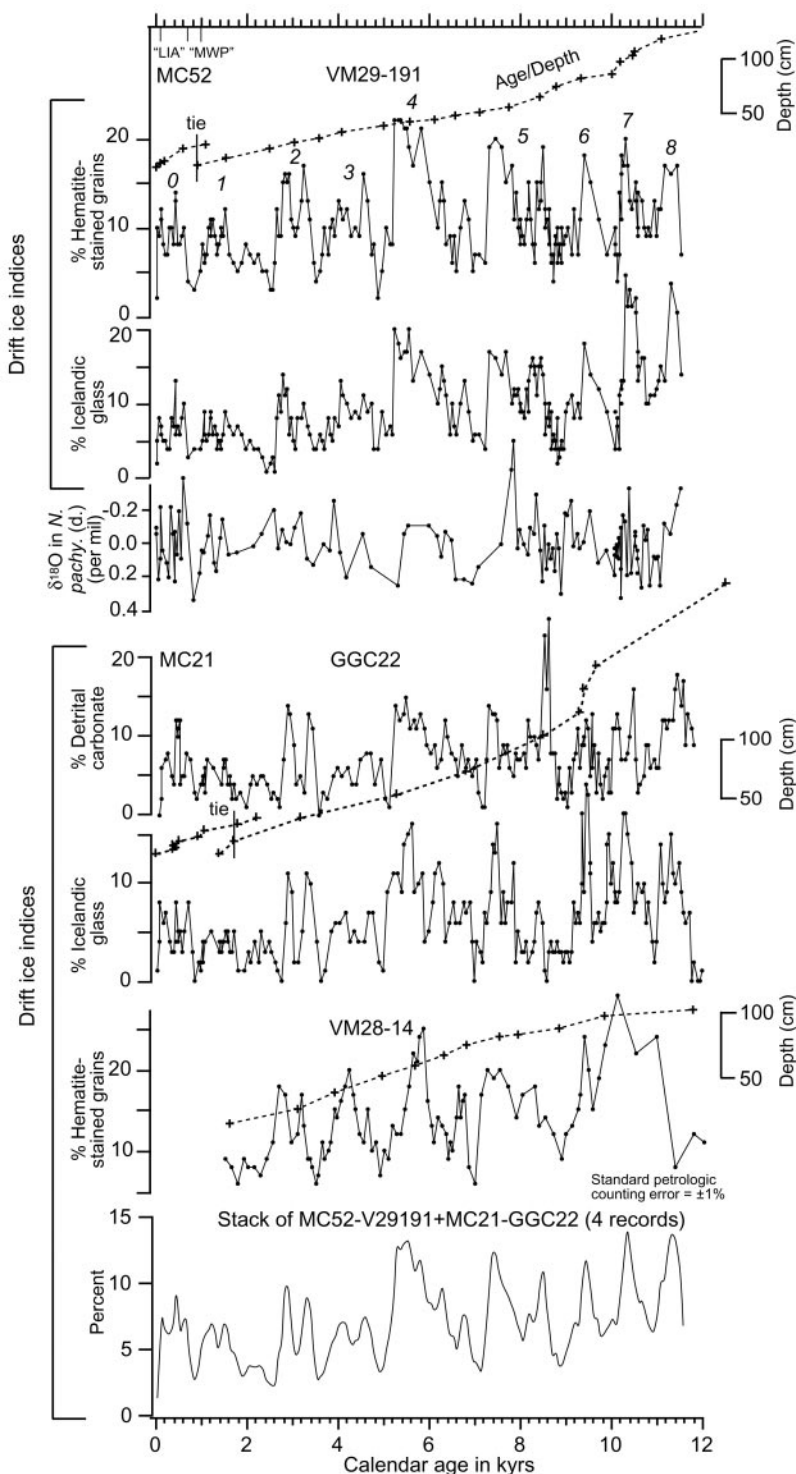 "LIA" "MWP"
MC52
VM29-191
Age/Depth
100
50
Depth (cm)
Drift ice indices
% Hematite-
stained grains
20
10
0
tie
0
1
2
3
4
5
6
7
8
% Icelandic
glass
20
10
0
δ18O in N.
pachy. (d.)
(per mil)
-0.2
0.0
0.2
0.4
Drift ice indices
MC21
GGC22
% Detrital
carbonate
20
10
0
100
50
Depth (cm)
tie
% Icelandic
glass
10
0
VM28-14
100
50
Depth (cm)
% Hematite-
stained grains
20
10
Standard petrologic
counting error = ±1%
Stack of MC52-V29191+MC21-GGC22 (4 records)
Percent
15
10
5
0
0 2 4 6 8 10 12
Calendar age in kyrs